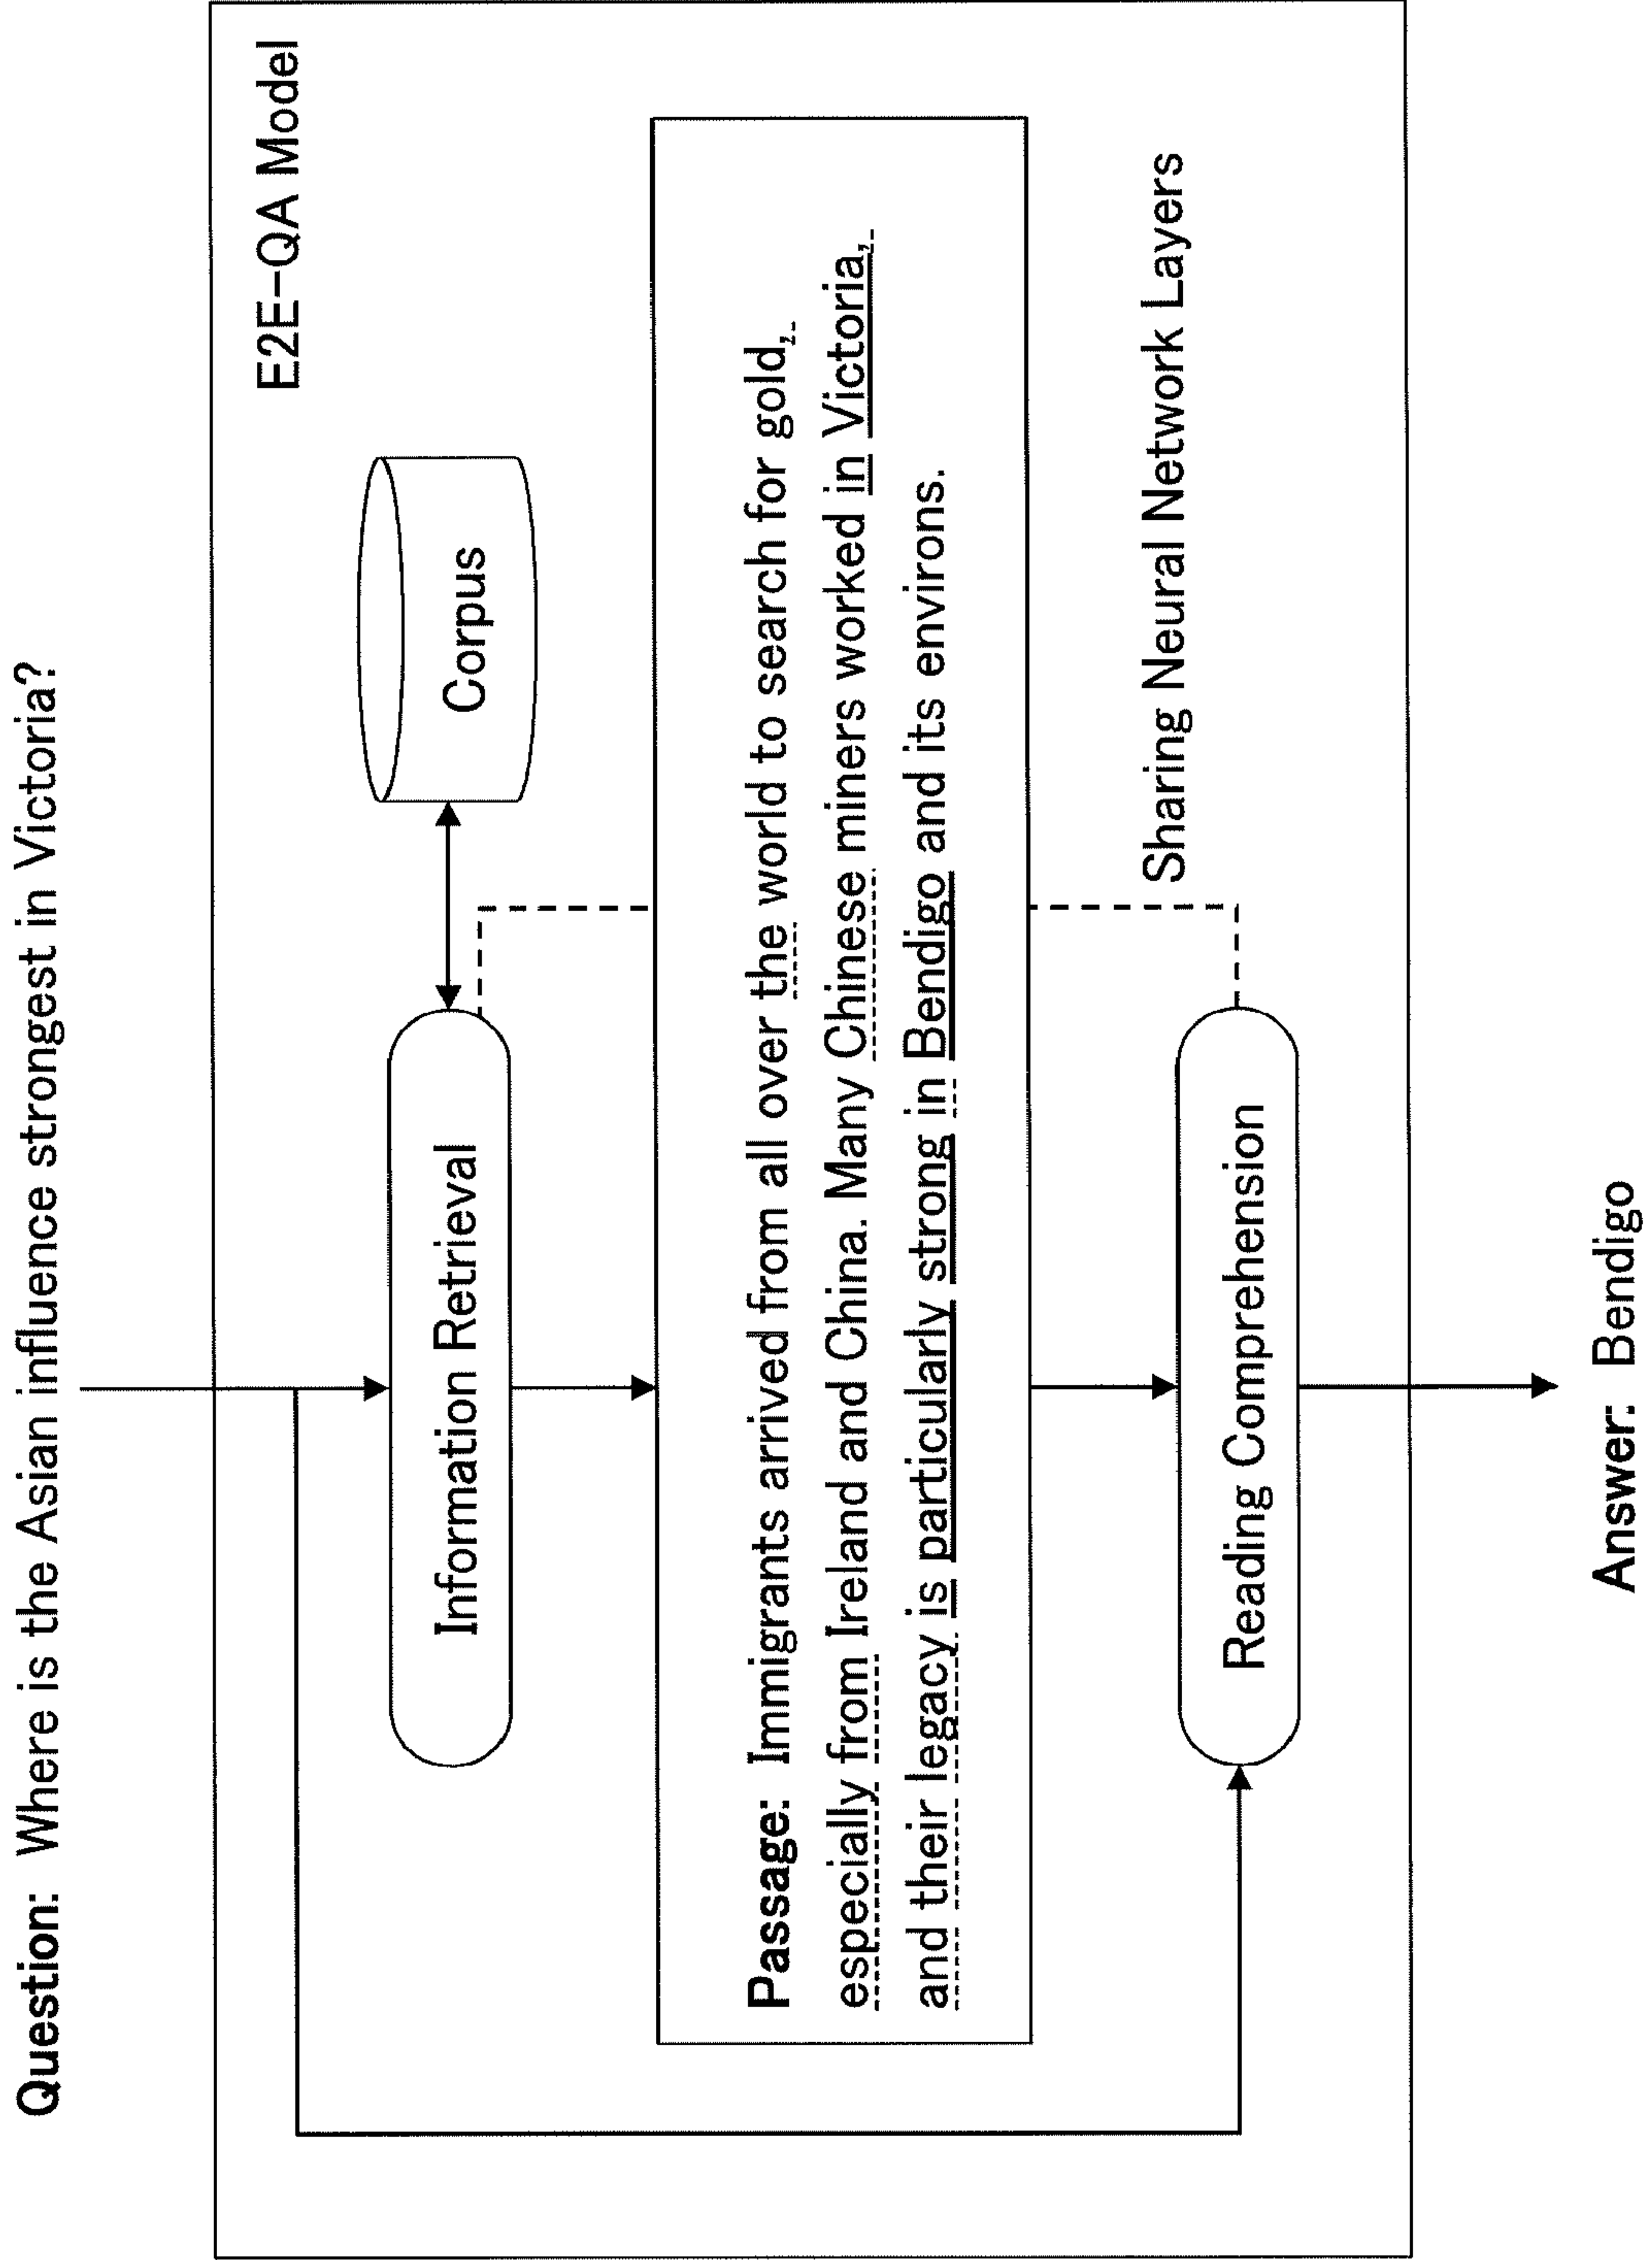 Question: Where is the Asian influence strongest in Victoria?
E2E-QA Model
Information Retrieval
Corpus
Passage: Immigrants arrived from all over the world to search for gold,
especially from Ireland and China. Many Chinese miners worked in Victoria,
and their legacy is particularly strong in Bendigo and its environs.
Sharing Neural Network Layers
Reading Comprehension
Answer: Bendigo